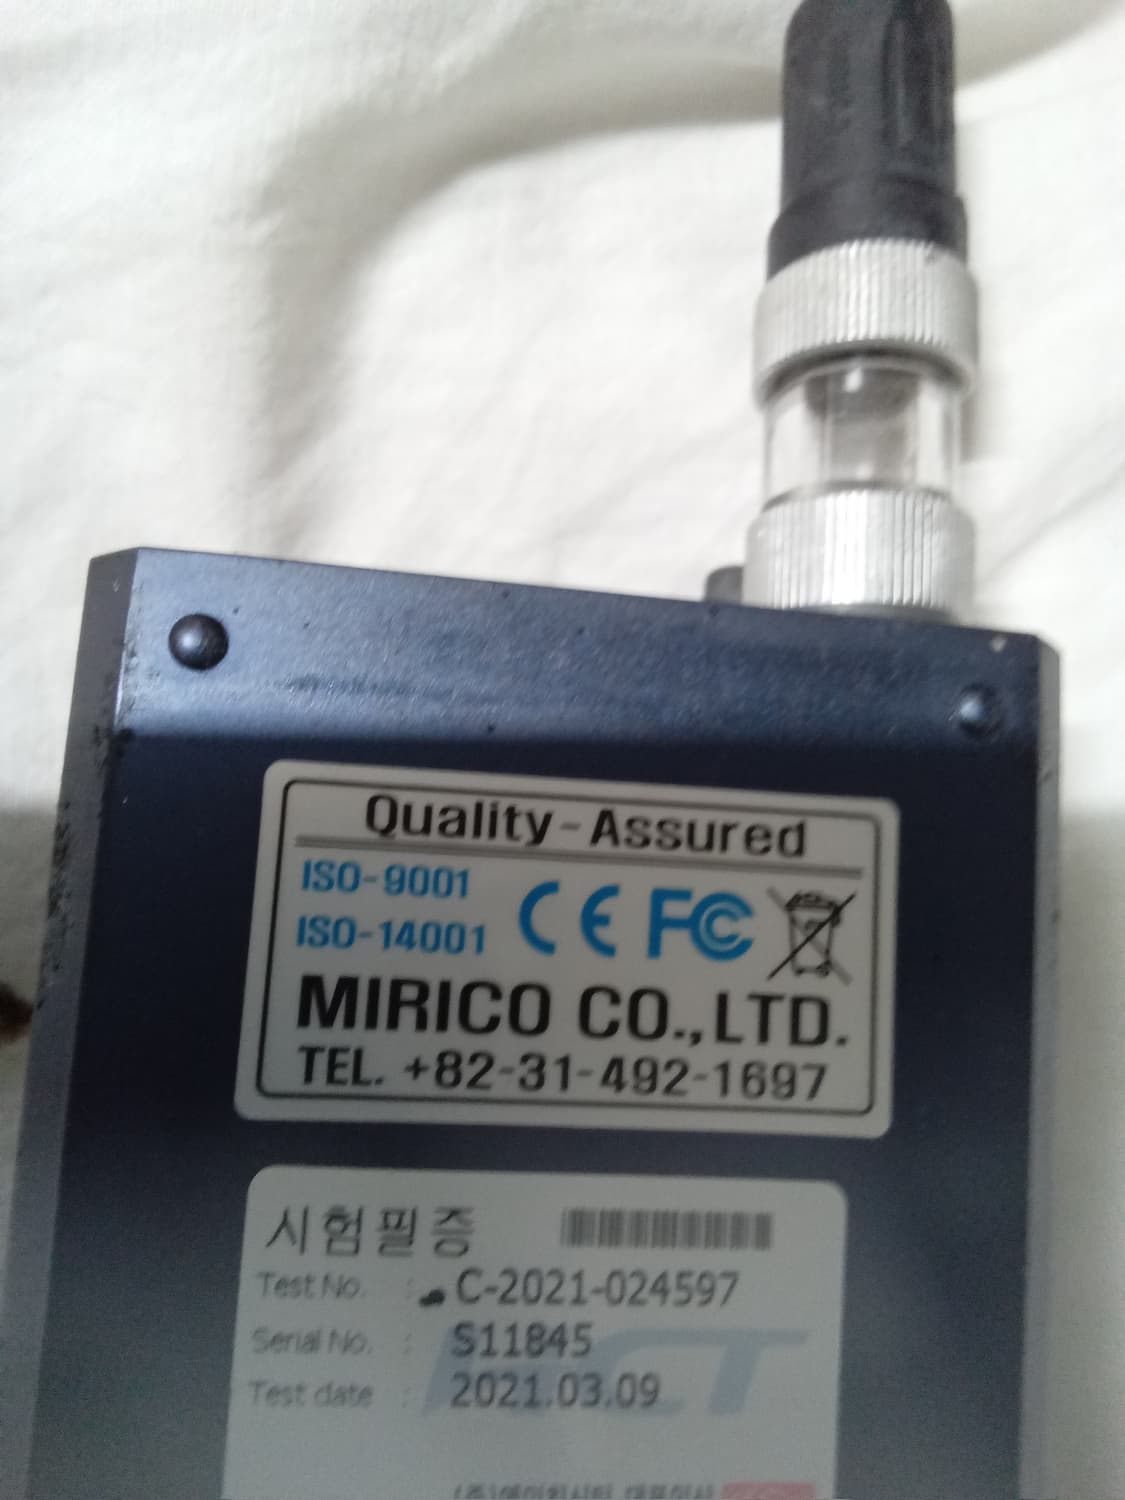 Quality-Assured
ISO-9001
ISO-14001
CE FC
MIRICO CO., LTD.
TEL. +82-31-492-1697
시험필증
Test No. : C-2021-024597
Serial No. : S11845
Test date : 2021.03.09